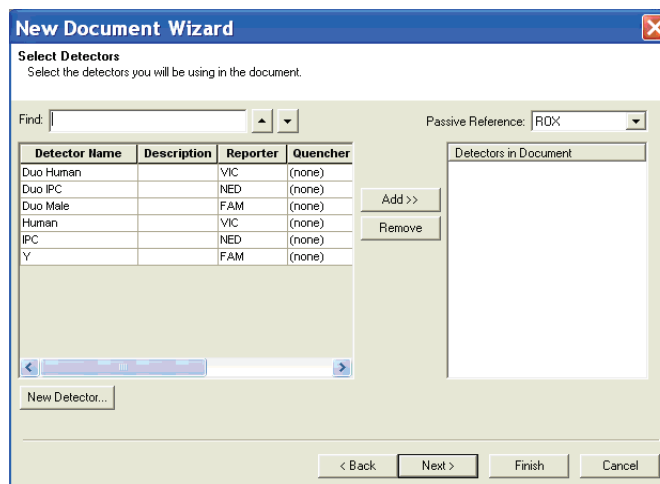 New Document Wizard
Select Detectors
Select the detectors you will be using in the document.
Find:
Passive Reference: ROX
Detector Name Description Reporter Quencher
Duo Human VIC (none)
Duo IPC NED (none)
Duo Male FAM (none)
Human VIC (none)
IPC NED (none)
Y FAM (none)
Add >>
Remove
Detectors in Document
New Detector...
< Back Next > Finish Cancel